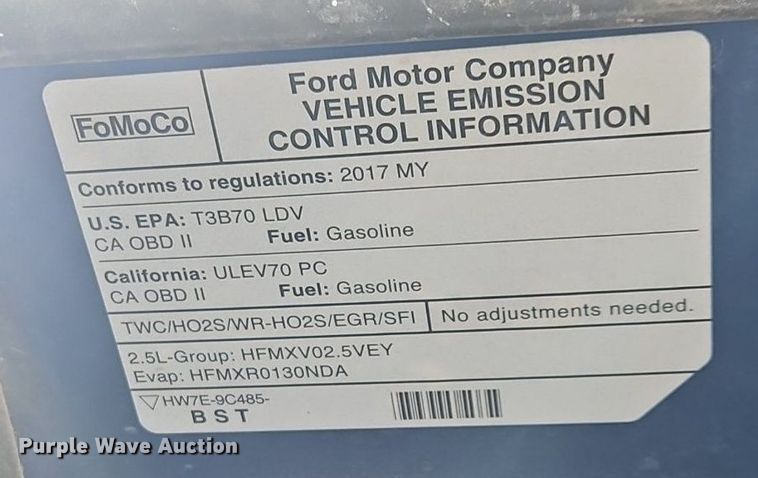 FoMoCo
Ford Motor Company
VEHICLE EMISSION
CONTROL INFORMATION
Conforms to regulations: 2017 MY
U.S. EPA: T3B70 LDV
CA OBD II Fuel: Gasoline
California: ULEV70 PC
CA OBD II Fuel: Gasoline
TWC/HO2S/WR-HO2S/EGR/SFI No adjustments needed.
2.5L-Group: HFMXV02.5VEY
Evap: HFMXR0130NDA
HW7E-9C485-
B S T
Purple Wave Auction